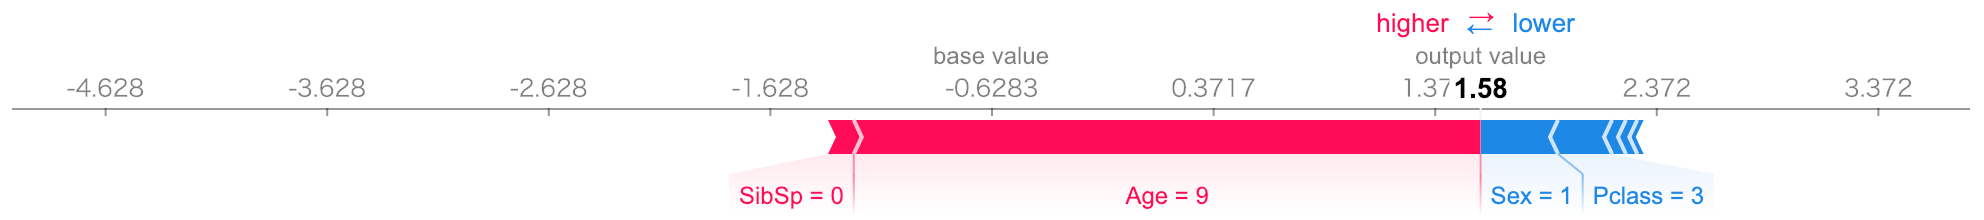 higher ⇄ lower
base value output value
-4.628 -3.628 -2.628 -1.628 -0.6283 0.3717 1.37 1.58 2.372 3.372
SibSp = 0 Age = 9 Sex = 1 Pclass = 3